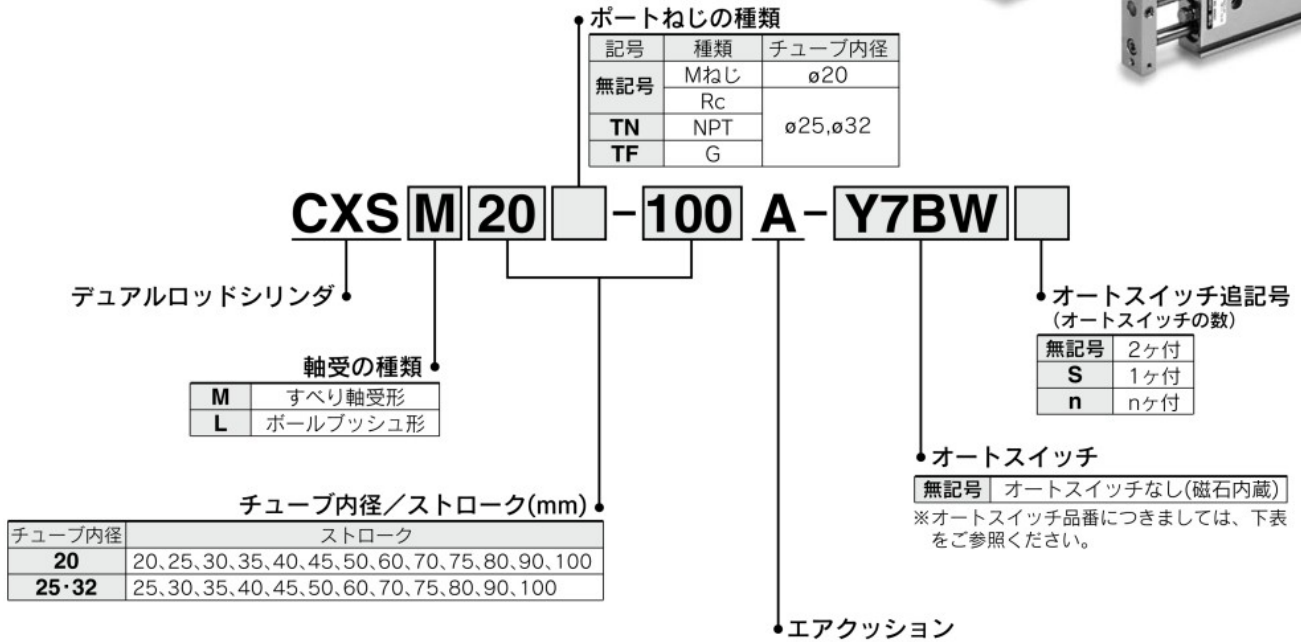 ポートねじの種類
記号 種類 チューブ内径
無記号 Mねじ ø20
Rc ø25,ø32
TN NPT
TF G
CXS M 20 - 100 A - Y7BW
デュアルロッドシリンダ
軸受の種類
M すべり軸受形
L ボールブッシュ形
チューブ内径／ストローク(mm)
チューブ内径 ストローク
20 20、25、30、35、40、45、50、60、70、75、80、90、100
25·32 25、30、35、40、45、50、60、70、75、80、90、100
オートスイッチ追記号
(オートスイッチの数)
無記号 2ヶ付
S 1ヶ付
n nヶ付
オートスイッチ
無記号 オートスイッチなし(磁石内蔵)
※オートスイッチ品番につきましては、下表
をご参照ください。
エアクッション